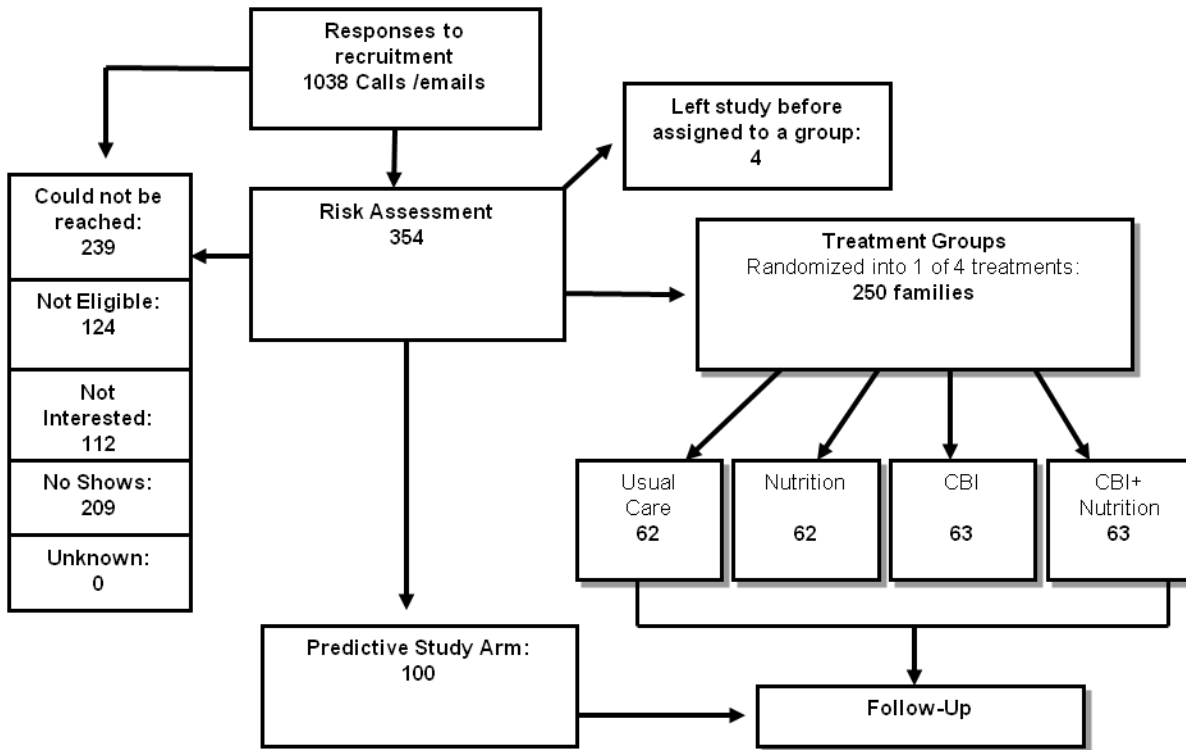 Responses to
recruitment
1038 Calls /emails
Left study before
assigned to a group:
4
Could not be
reached:
239
Not Eligible:
124
Not
Interested:
112
No Shows:
209
Unknown:
0
Risk Assessment
354
Treatment Groups
Randomized into 1 of 4 treatments:
250 families
Usual
Care
62
Nutrition
62
CBI
63
CBI+
Nutrition
63
Predictive Study Arm:
100
Follow-Up